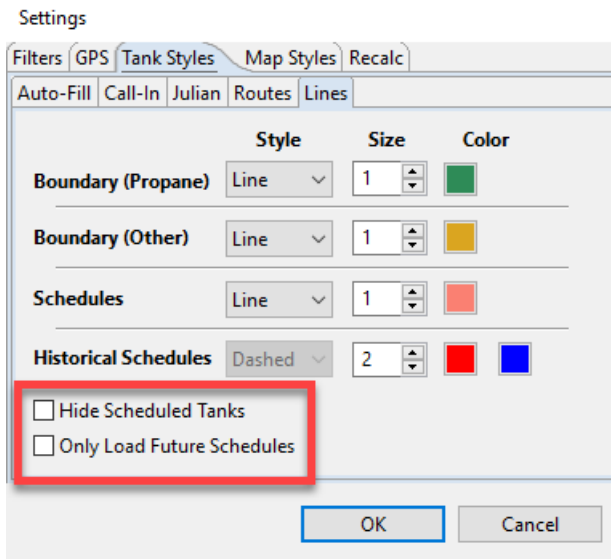 Settings
Filters GPS Tank Styles Map Styles Recalc
Auto-Fill Call-In Julian Routes Lines
Style Size Color
Boundary (Propane) Line 1
Boundary (Other) Line 1
Schedules Line 1
Historical Schedules Dashed 2
Hide Scheduled Tanks
Only Load Future Schedules
OK Cancel